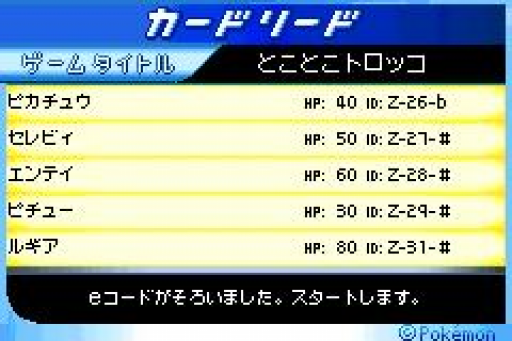 カードリード
ゲームタイトル とことこトロッコ
ピカチュウ HP: 40 ID: Z-26-b
セレビィ HP: 50 ID: Z-27-#
エンテイ HP: 60 ID: Z-28-#
ピチュー HP: 30 ID: Z-29-#
ルギア HP: 80 ID: Z-31-#
eコードがそろいました。スタートします。
©Pokémon